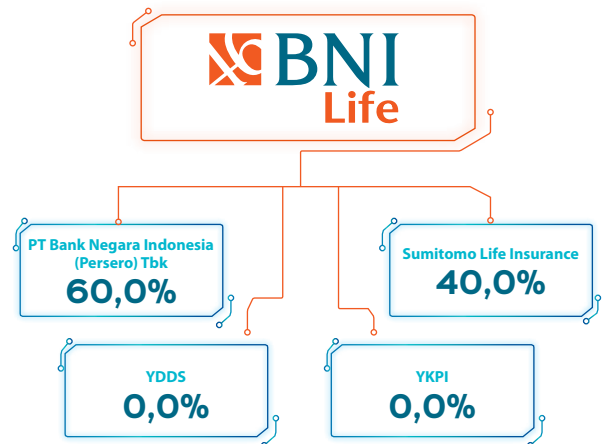 BNI
Life
PT Bank Negara Indonesia
(Persero) Tbk
60,0%
Sumitomo Life Insurance
40,0%
YDDS
0,0%
YKPI
0,0%